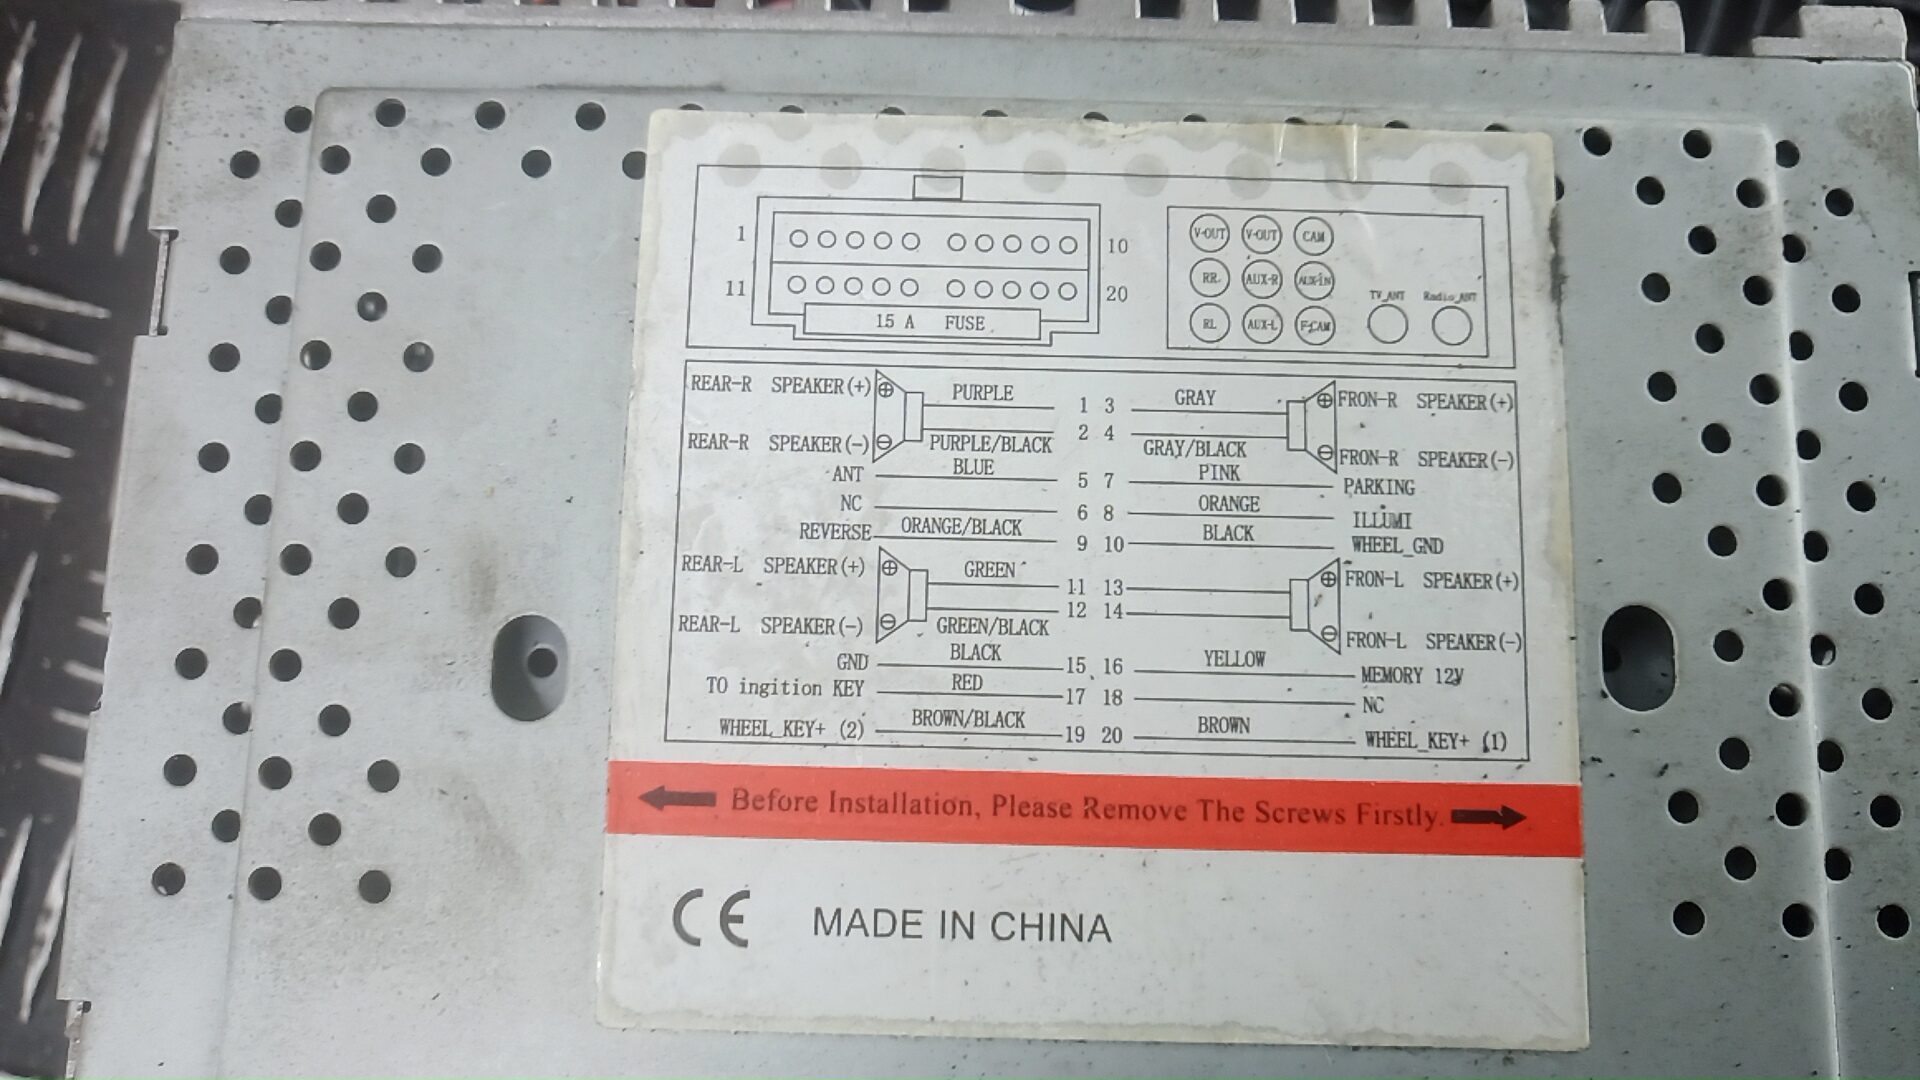 1 10
V-OUT V-OUT CAM
RR AUX-R AUX-IN
11 20
TV_ANT Radio_ANT
15 A FUSE
RL AUX-L F-CAM
REAR-R SPEAKER(+) PURPLE 1 3 GRAY FRON-R SPEAKER(+)
REAR-R SPEAKER(-) PURPLE/BLACK 2 4 GRAY/BLACK FRON-R SPEAKER(-)
ANT BLUE 5 7 PINK PARKING
NC 6 8 ORANGE ILLUMI
REVERSE ORANGE/BLACK 9 10 BLACK WHEEL_GND
REAR-L SPEAKER(+) GREEN 11 13 FRON-L SPEAKER(+)
REAR-L SPEAKER(-) GREEN/BLACK 12 14 FRON-L SPEAKER(-)
GND BLACK 15 16 YELLOW MEMORY 12V
TO ingition KEY RED 17 18 NC
WHEEL_KEY+ (2) BROWN/BLACK 19 20 BROWN WHEEL_KEY+ (1)
Before Installation, Please Remove The Screws Firstly.
CE MADE IN CHINA